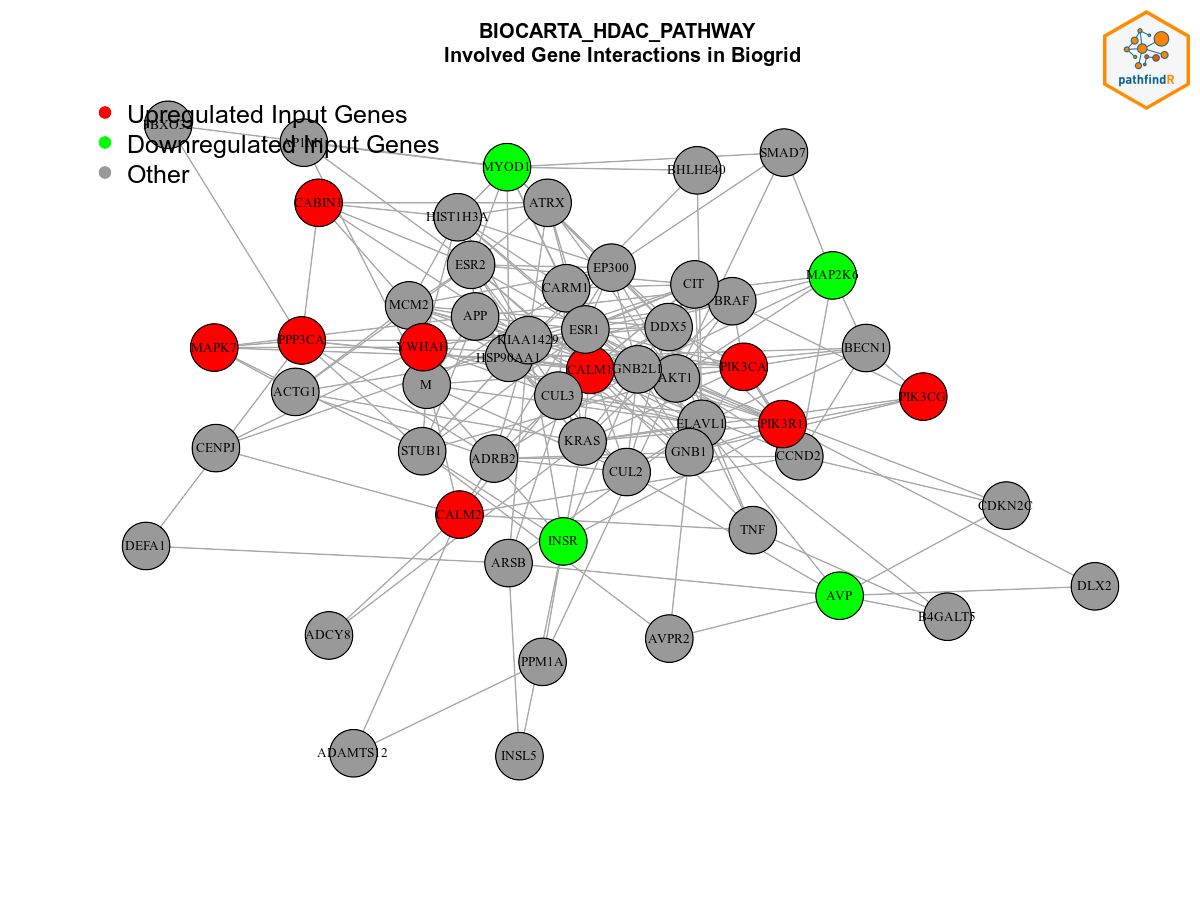 BIOCARTA_HDAC_PATHWAY
Involved Gene Interactions in Biogrid
pathfindR
Upregulated Input Genes
Downregulated Input Genes
Other
MYOD1
SMAD7
BHLHE40
CABIN1
ATRX
HIST1H3A
ESR2
EP300
MAP2K6
CIT
CARM1
BRAF
MCM2
APP
DDX5
ESR1
KIAA1429
PPP3CA
MAPK7
YWHAH
BECN1
HSP90AA1
CALM1
GNB2L1
PIK3CA
AKT1
M
ACTG1
CUL3
PIK3CG
ELAVL1
PIK3R1
KRAS
CENPJ
STUB1
ADRB2
GNB1
CCND2
CUL2
CDKN2C
CALM2
TNF
INSR
DEFA1
ARSB
DLX2
AVP
B4GALT5
ADCY8
AVPR2
PPM1A
ADAMTS12
INSL5